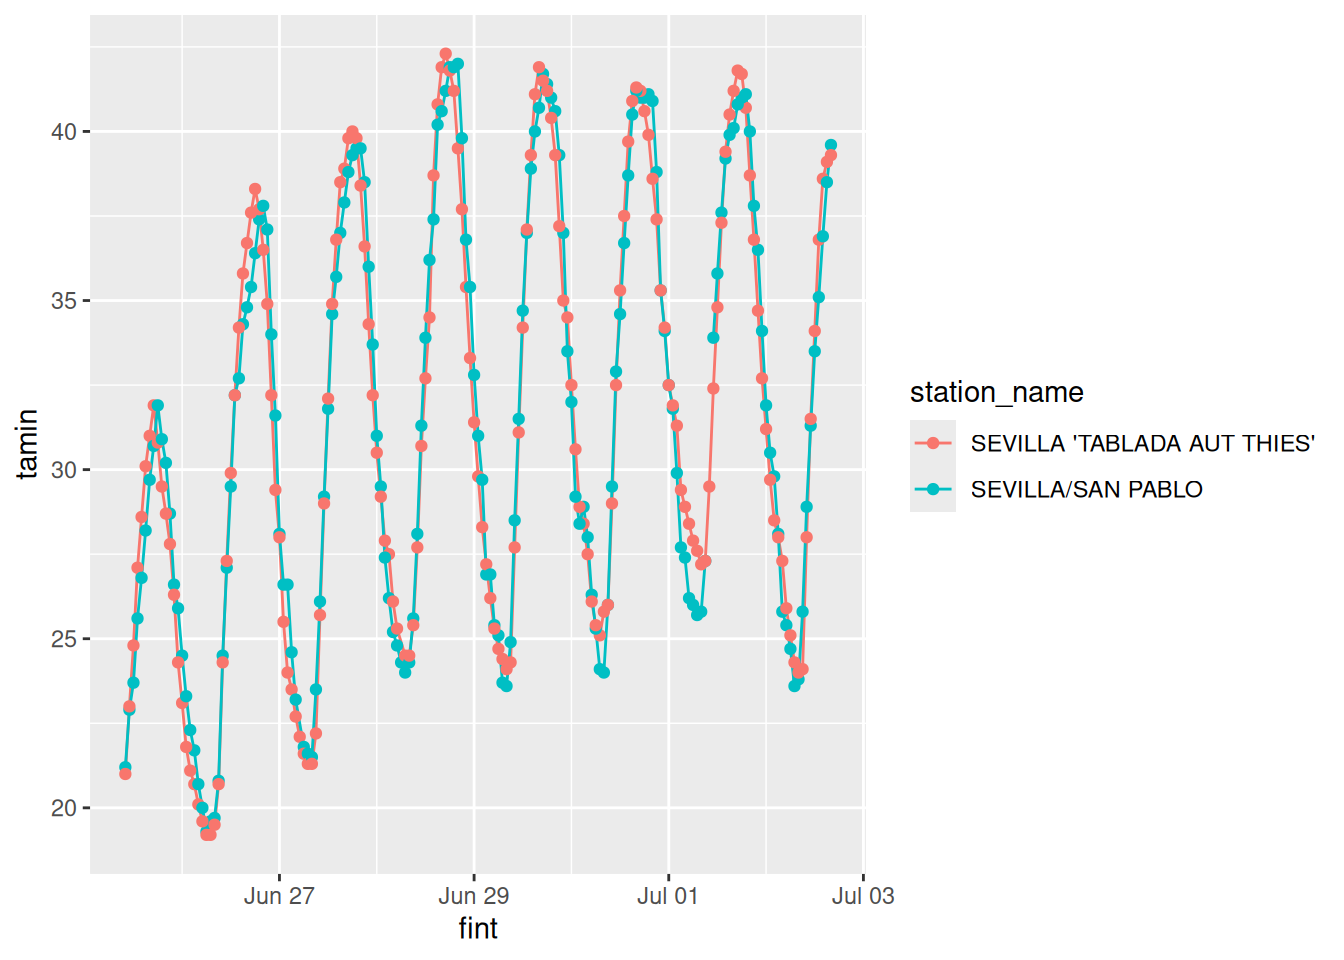 40
35
30
25
20
tamin
Jun 27 Jun 29 Jul 01 Jul 03
fint
station_name
SEVILLA 'TABLADA AUT THIES'
SEVILLA/SAN PABLO